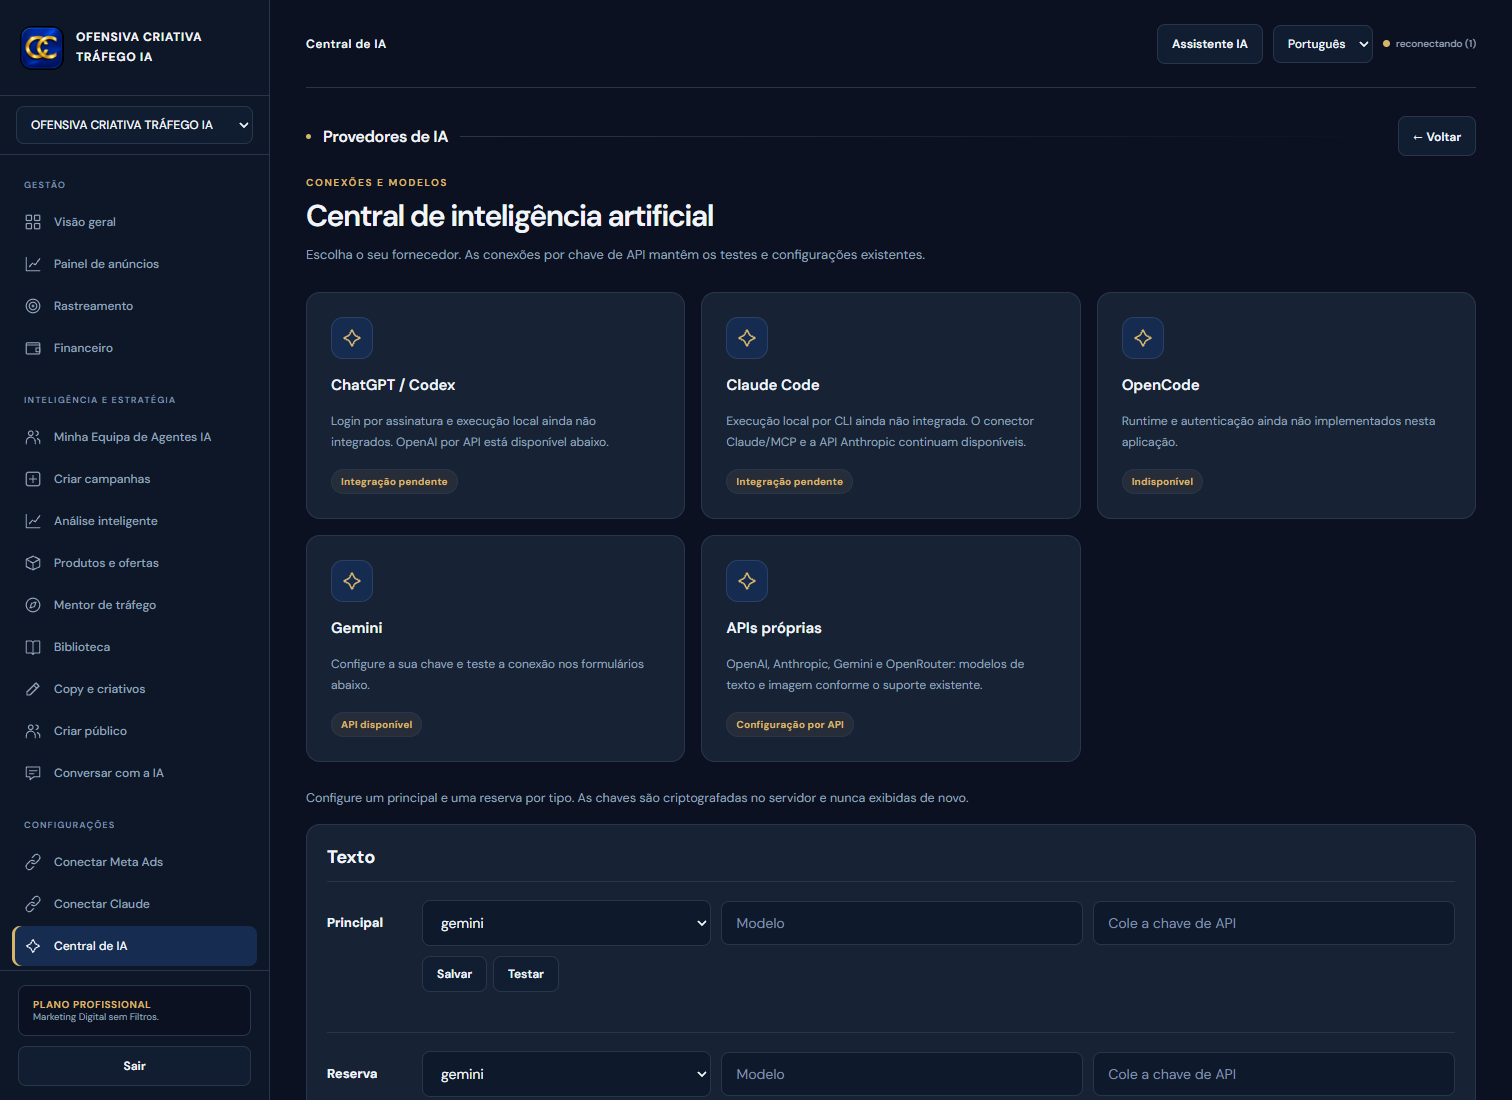 OFENSIVA CRIATIVA
TRÁFEGO IA
OFENSIVA CRIATIVA TRÁFEGO IA
GESTÃO
Visão geral
Painel de anúncios
Rastreamento
Financeiro
INTELIGÊNCIA E ESTRATÉGIA
Minha Equipa de Agentes IA
Criar campanhas
Análise inteligente
Produtos e ofertas
Mentor de tráfego
Biblioteca
Copy e criativos
Criar público
Conversar com a IA
CONFIGURAÇÕES
Conectar Meta Ads
Conectar Claude
Central de IA
PLANO PROFISSIONAL
Marketing Digital sem Filtros.
Sair
Central de IA
Assistente IA
Português
reconectando (1)
Provedores de IA
← Voltar
CONEXÕES E MODELOS
Central de inteligência artificial
Escolha o seu fornecedor. As conexões por chave de API mantêm os testes e configurações existentes.
ChatGPT / Codex
Login por assinatura e execução local ainda não
integrados. OpenAI por API está disponível abaixo.
Integração pendente
Claude Code
Execução local por CLI ainda não integrada. O conector
Claude/MCP e a API Anthropic continuam disponíveis.
Integração pendente
OpenCode
Runtime e autenticação ainda não implementados nesta
aplicação.
Indisponível
Gemini
Configure a sua chave e teste a conexão nos formulários
abaixo.
API disponível
APIs próprias
OpenAI, Anthropic, Gemini e OpenRouter: modelos de
texto e imagem conforme o suporte existente.
Configuração por API
Configure um principal e uma reserva por tipo. As chaves são criptografadas no servidor e nunca exibidas de novo.
Texto
Principal
gemini
Modelo
Cole a chave de API
Salvar
Testar
Reserva
gemini
Modelo
Cole a chave de API